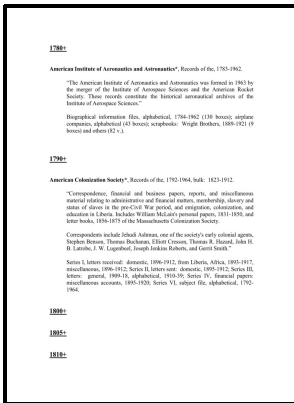 1780+
American Institute of Aeronautics and Astronautics*, Records of the, 1783-1962.
"The American Institute of Aeronautics and Astronautics was formed in 1963 by
the merger of the Institute of Aerospace Sciences and the American Rocket
Society. These records constitute the historical aeronautical archives of the
Institute of Aerospace Sciences."
Biographical information files, alphabetical, 1784-1962 (130 boxes); airplane
companies, alphabetical (43 boxes); scrapbooks: Wright Brothers, 1889-1921 (9
boxes) and others (82 v.).
1790+
American Colonization Society*, Records of the, 1792-1964, bulk: 1823-1912.
"Correspondence, financial and business papers, reports, and miscellaneous
material relating to administrative and financial matters, membership, slavery and
status of slaves in the pre-Civil War period, and emigration, colonization, and
education in Liberia. Includes William McLain's personal papers, 1831-1850, and
letter books, 1856-1875 of the Massachusetts Colonization Society.
Correspondents include Jehudi Ashmun, one of the society's early colonial agents,
Stephen Benson, Thomas Buchanan, Elliott Cresson, Thomas R. Hazard, John H.
B. Latrobe, J. W. Lugenbeel, Joseph Jenkins Roberts, and Gerrit Smith."
Series I, letters received: domestic, 1896-1912, from Liberia, Africa, 1893-1917,
miscellaneous, 1896-1912; Series II, letters sent: domestic, 1895-1912; Series III,
letters: general, 1909-18, alphabetical, 1910-39; Series IV, financial papers:
miscellaneous accounts, 1895-1920; Series VI, subject file, alphabetical, 1792-
1964.
1800+
1805+
1810+